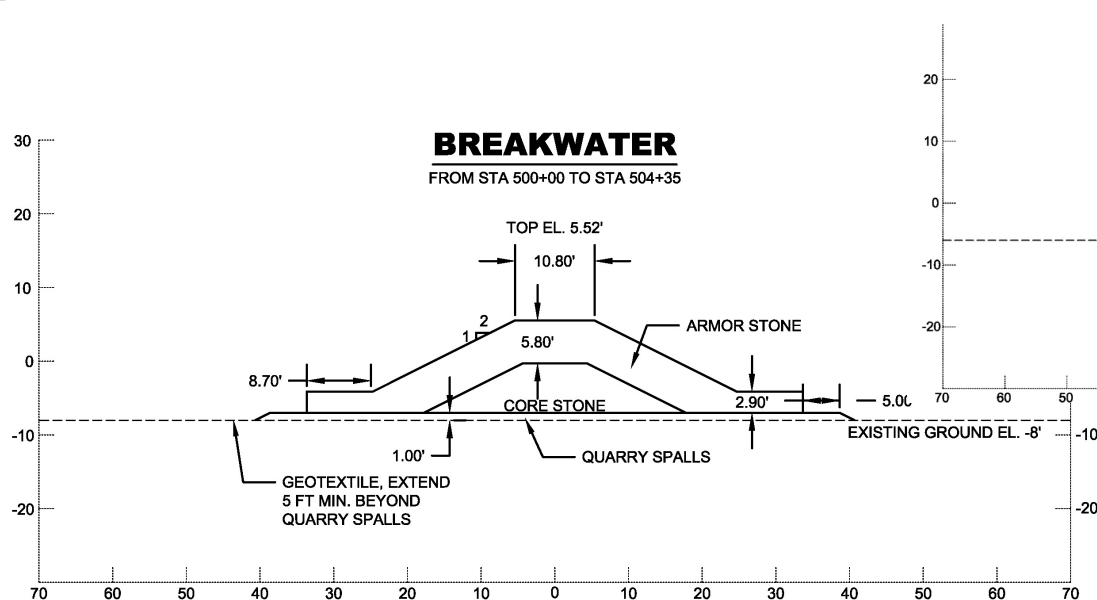 BREAKWATER
FROM STA 500+00 TO STA 504+35
TOP EL. 5.52'
10.80'
2
1
5.80'
ARMOR STONE
8.70'
2.90'
5.0
CORE STONE
EXISTING GROUND EL. -8'
1.00'
QUARRY SPALLS
GEOTEXTILE, EXTEND
5 FT MIN. BEYOND
QUARRY SPALLS
30
20
10
0
-10
-20
70 60 50 40 30 20 10 0 10 20 30 40 50 60 70
-10
-20
20
10
0
-10
-20
70 60 50